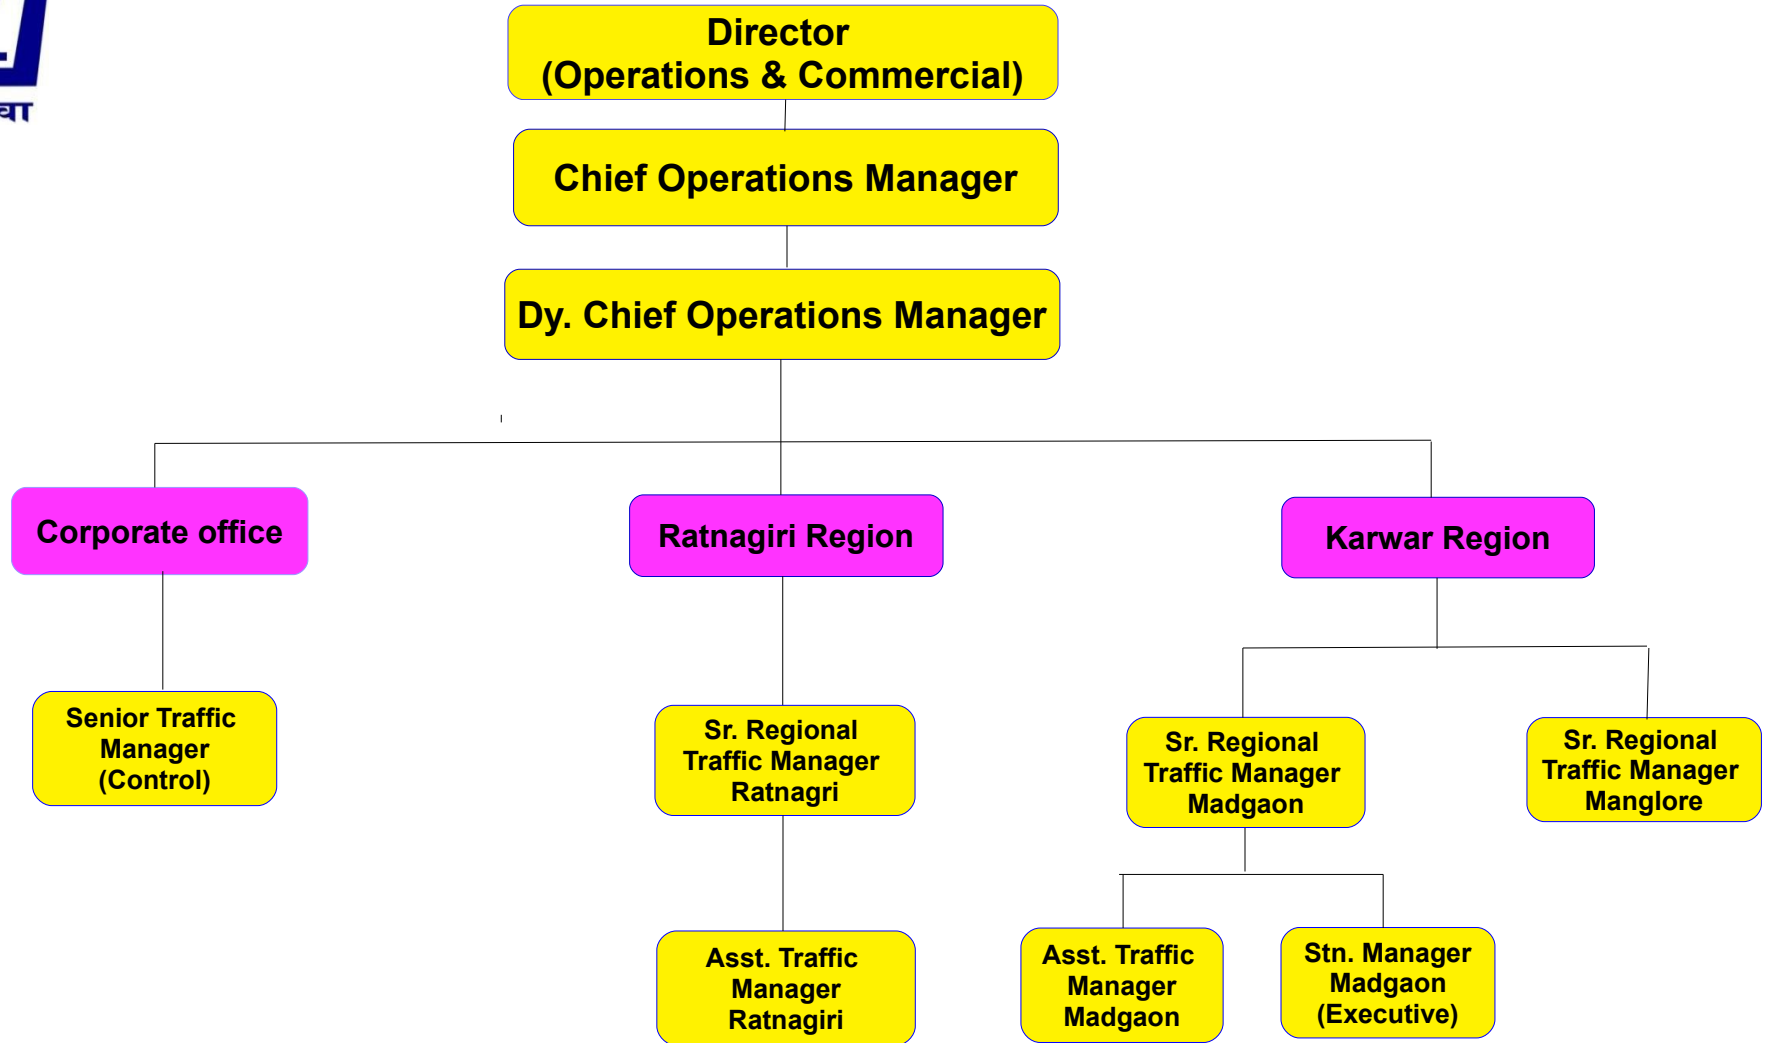 Director
(Operations & Commercial)
Chief Operations Manager
Dy. Chief Operations Manager
Corporate office
Ratnagiri Region
Karwar Region
Senior Traffic
Manager
(Control)
Sr. Regional
Traffic Manager
Ratnagri
Sr. Regional
Traffic Manager
Madgaon
Sr. Regional
Traffic Manager
Manglore
Asst. Traffic
Manager
Ratnagiri
Asst. Traffic
Manager
Madgaon
Stn. Manager
Madgaon
(Executive)